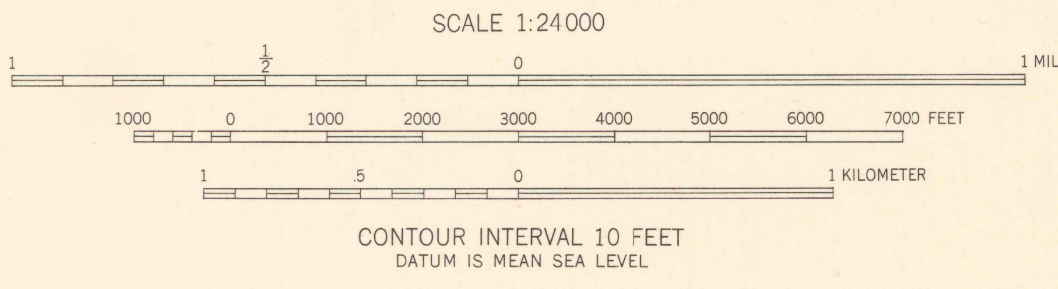 SCALE 1:24000
1 1/2 0 1 MIL
1000 0 1000 2000 3000 4000 5000 6000 7000 FEET
1 .5 0 1 KILOMETER
CONTOUR INTERVAL 10 FEET
DATUM IS MEAN SEA LEVEL